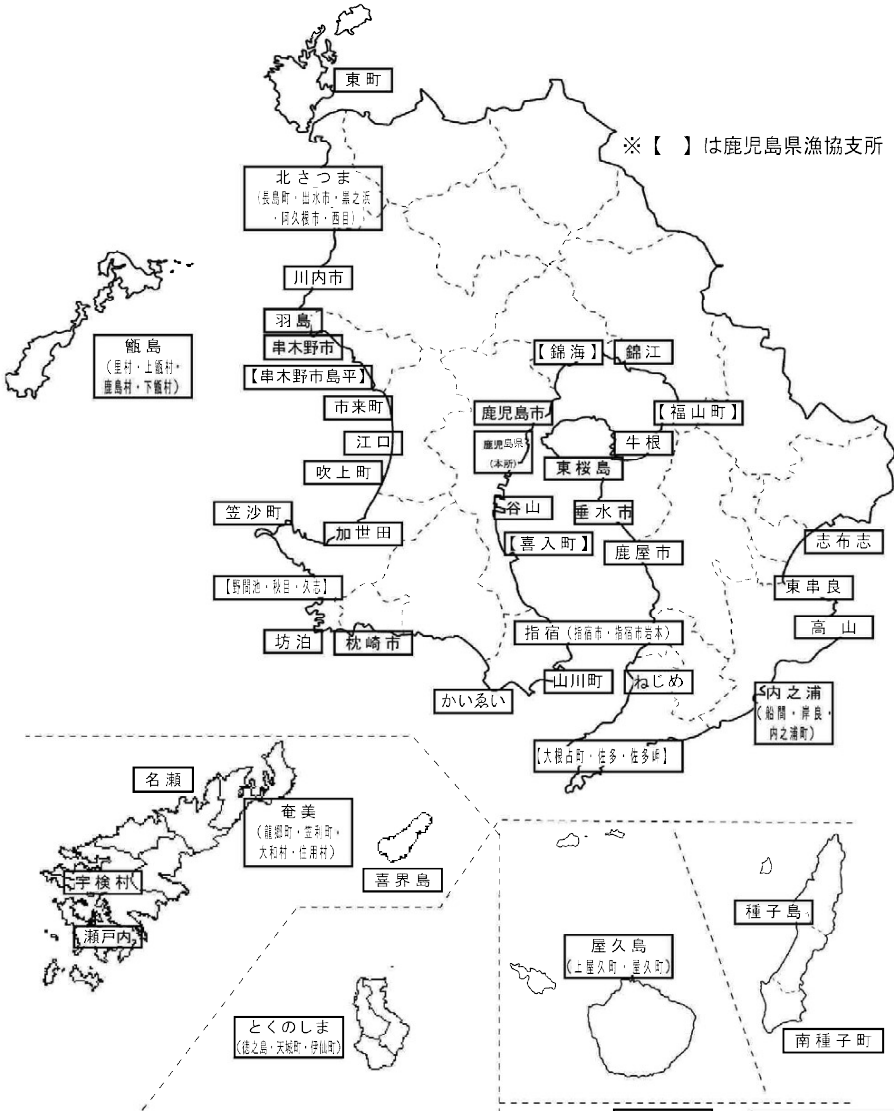 東町
※【　】は鹿児島県漁協支所
北さつま
(長島町・出水市・黒之浜
・阿久根市・西目)
川内市
羽島
串木野市
【串木野市島平】
甑島
(里村・上甑村・
鹿島村・下甑村)
市来町
江口
吹上町
笠沙町
加世田
【野間池・秋目・久志】
坊泊
枕崎市
かいゑい
【錦海】
錦江
鹿児島市
【福山町】
鹿児島県
(本所)
牛根
東桜島
谷山
垂水市
【喜入町】
鹿屋市
志布志
東串良
高山
指宿(指宿市・指宿市岩本)
山川町
ねじめ
内之浦
(船間・岸良・
内之浦町)
【大根占町・佐多・佐多岬】
名瀬
奄美
(龍郷町・笠利町・
大和村・住用村)
喜界島
宇検村
瀬戸内
とくのしま
(徳之島・天城町・伊仙町)
屋久島
(上屋久町・屋久町)
種子島
南種子町